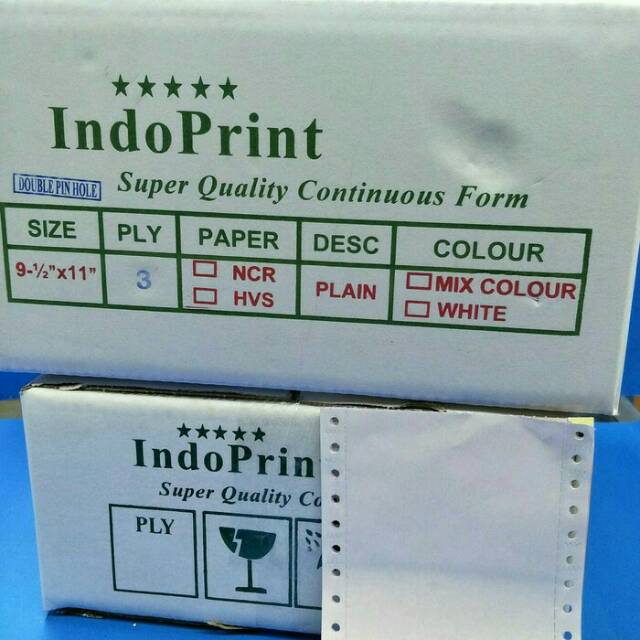 ★★★★★
IndoPrint
DOUBLE PIN HOLE
Super Quality Continuous Form
SIZE PLY PAPER DESC COLOUR
9-½"x11" 3 ☐ NCR PLAIN ☐ MIX COLOUR
☐ HVS ☐ WHITE
★★★★★
IndoPrin
Super Quality Co
PLY